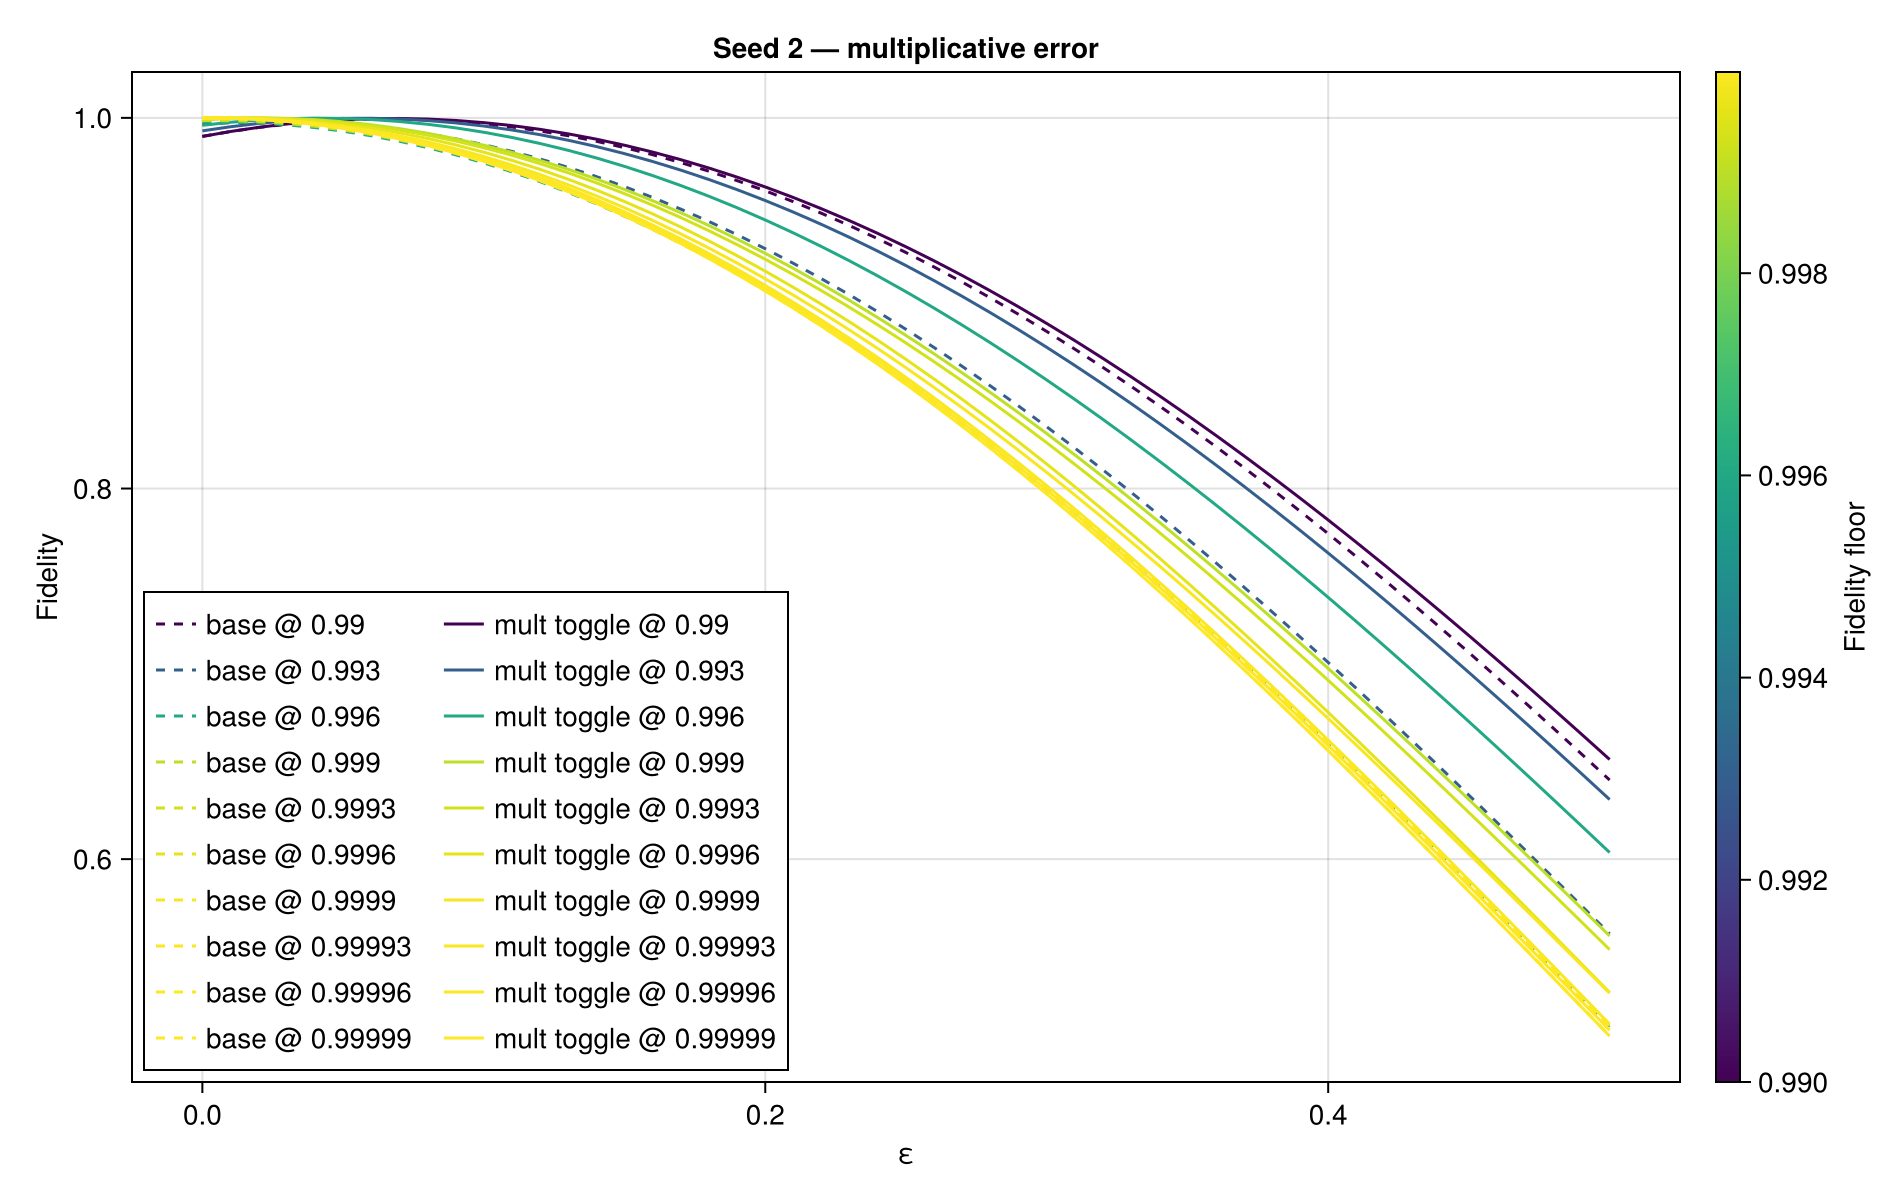 Seed 2 — multiplicative error
Fidelity
1.0
0.8
0.6
base @ 0.99
base @ 0.993
base @ 0.996
base @ 0.999
base @ 0.9993
base @ 0.9996
base @ 0.9999
base @ 0.99993
base @ 0.99996
base @ 0.99999
mult toggle @ 0.99
mult toggle @ 0.993
mult toggle @ 0.996
mult toggle @ 0.999
mult toggle @ 0.9993
mult toggle @ 0.9996
mult toggle @ 0.9999
mult toggle @ 0.99993
mult toggle @ 0.99996
mult toggle @ 0.99999
0.0
0.2
0.4
ε
0.998
0.996
0.994
0.992
0.990
Fidelity floor